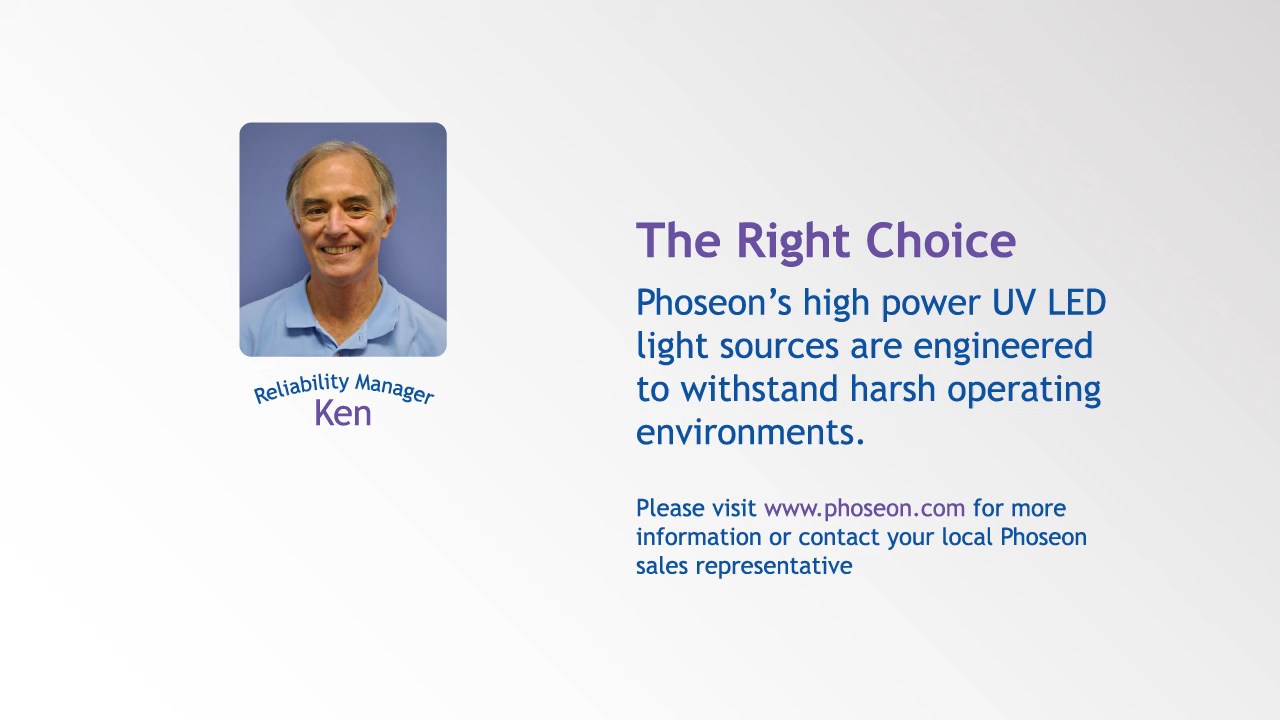 Reliability Manager
Ken
The Right Choice
Phoseon’s high power UV LED
light sources are engineered
to withstand harsh operating
environments.
Please visit www.phoseon.com for more
information or contact your local Phoseon
sales representative